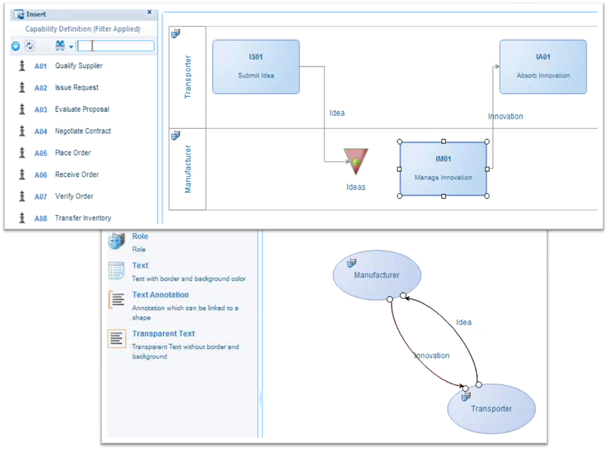 Insert
Capability Definition (Filter Applied)
A01 Qualify Supplier
A02 Issue Request
A03 Evaluate Proposal
A04 Negotiate Contract
A05 Place Order
A06 Receive Order
A07 Verify Order
A08 Transfer Inventory
Transporter
IS01
Submit Idea
IA01
Absorb Innovation
Idea
Innovation
Manufacturer
Ideas
IM01
Manage Innovation
Role
Role
Text
Text with border and background color
Text Annotation
Annotation which can be linked to a
shape
Transparent Text
Transparent Text without border and
background
Manufacturer
Idea
Innovation
Transporter